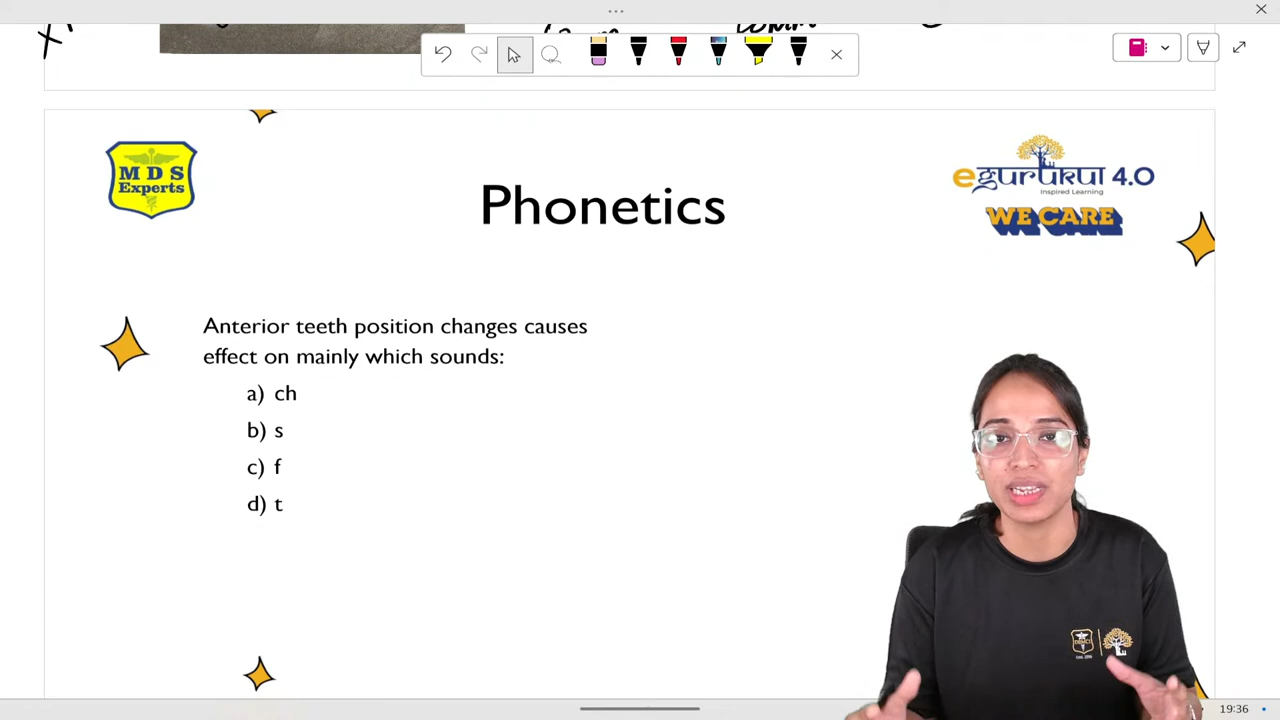 Phonetics
M D S
Experts
egurukul 4.0
Inspired Learning
WE CARE
Anterior teeth position changes causes
effect on mainly which sounds:
a) ch
b) s
c) f
d) t
19:36